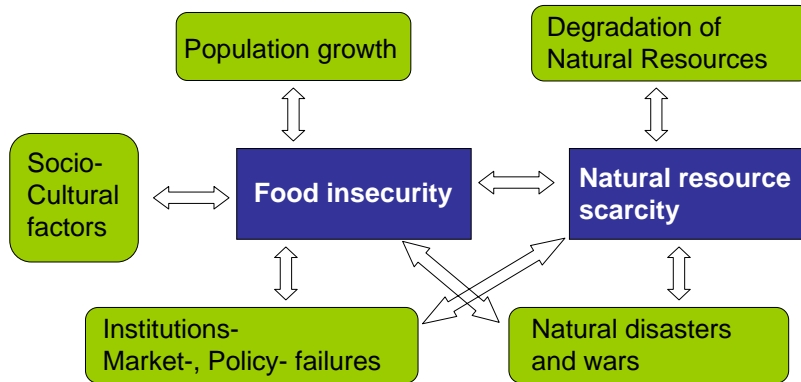 Population growth
Degradation of
Natural Resources
Socio-
Cultural
factors
Food insecurity
Natural resource
scarcity
Institutions-
Market-, Policy- failures
Natural disasters
and wars